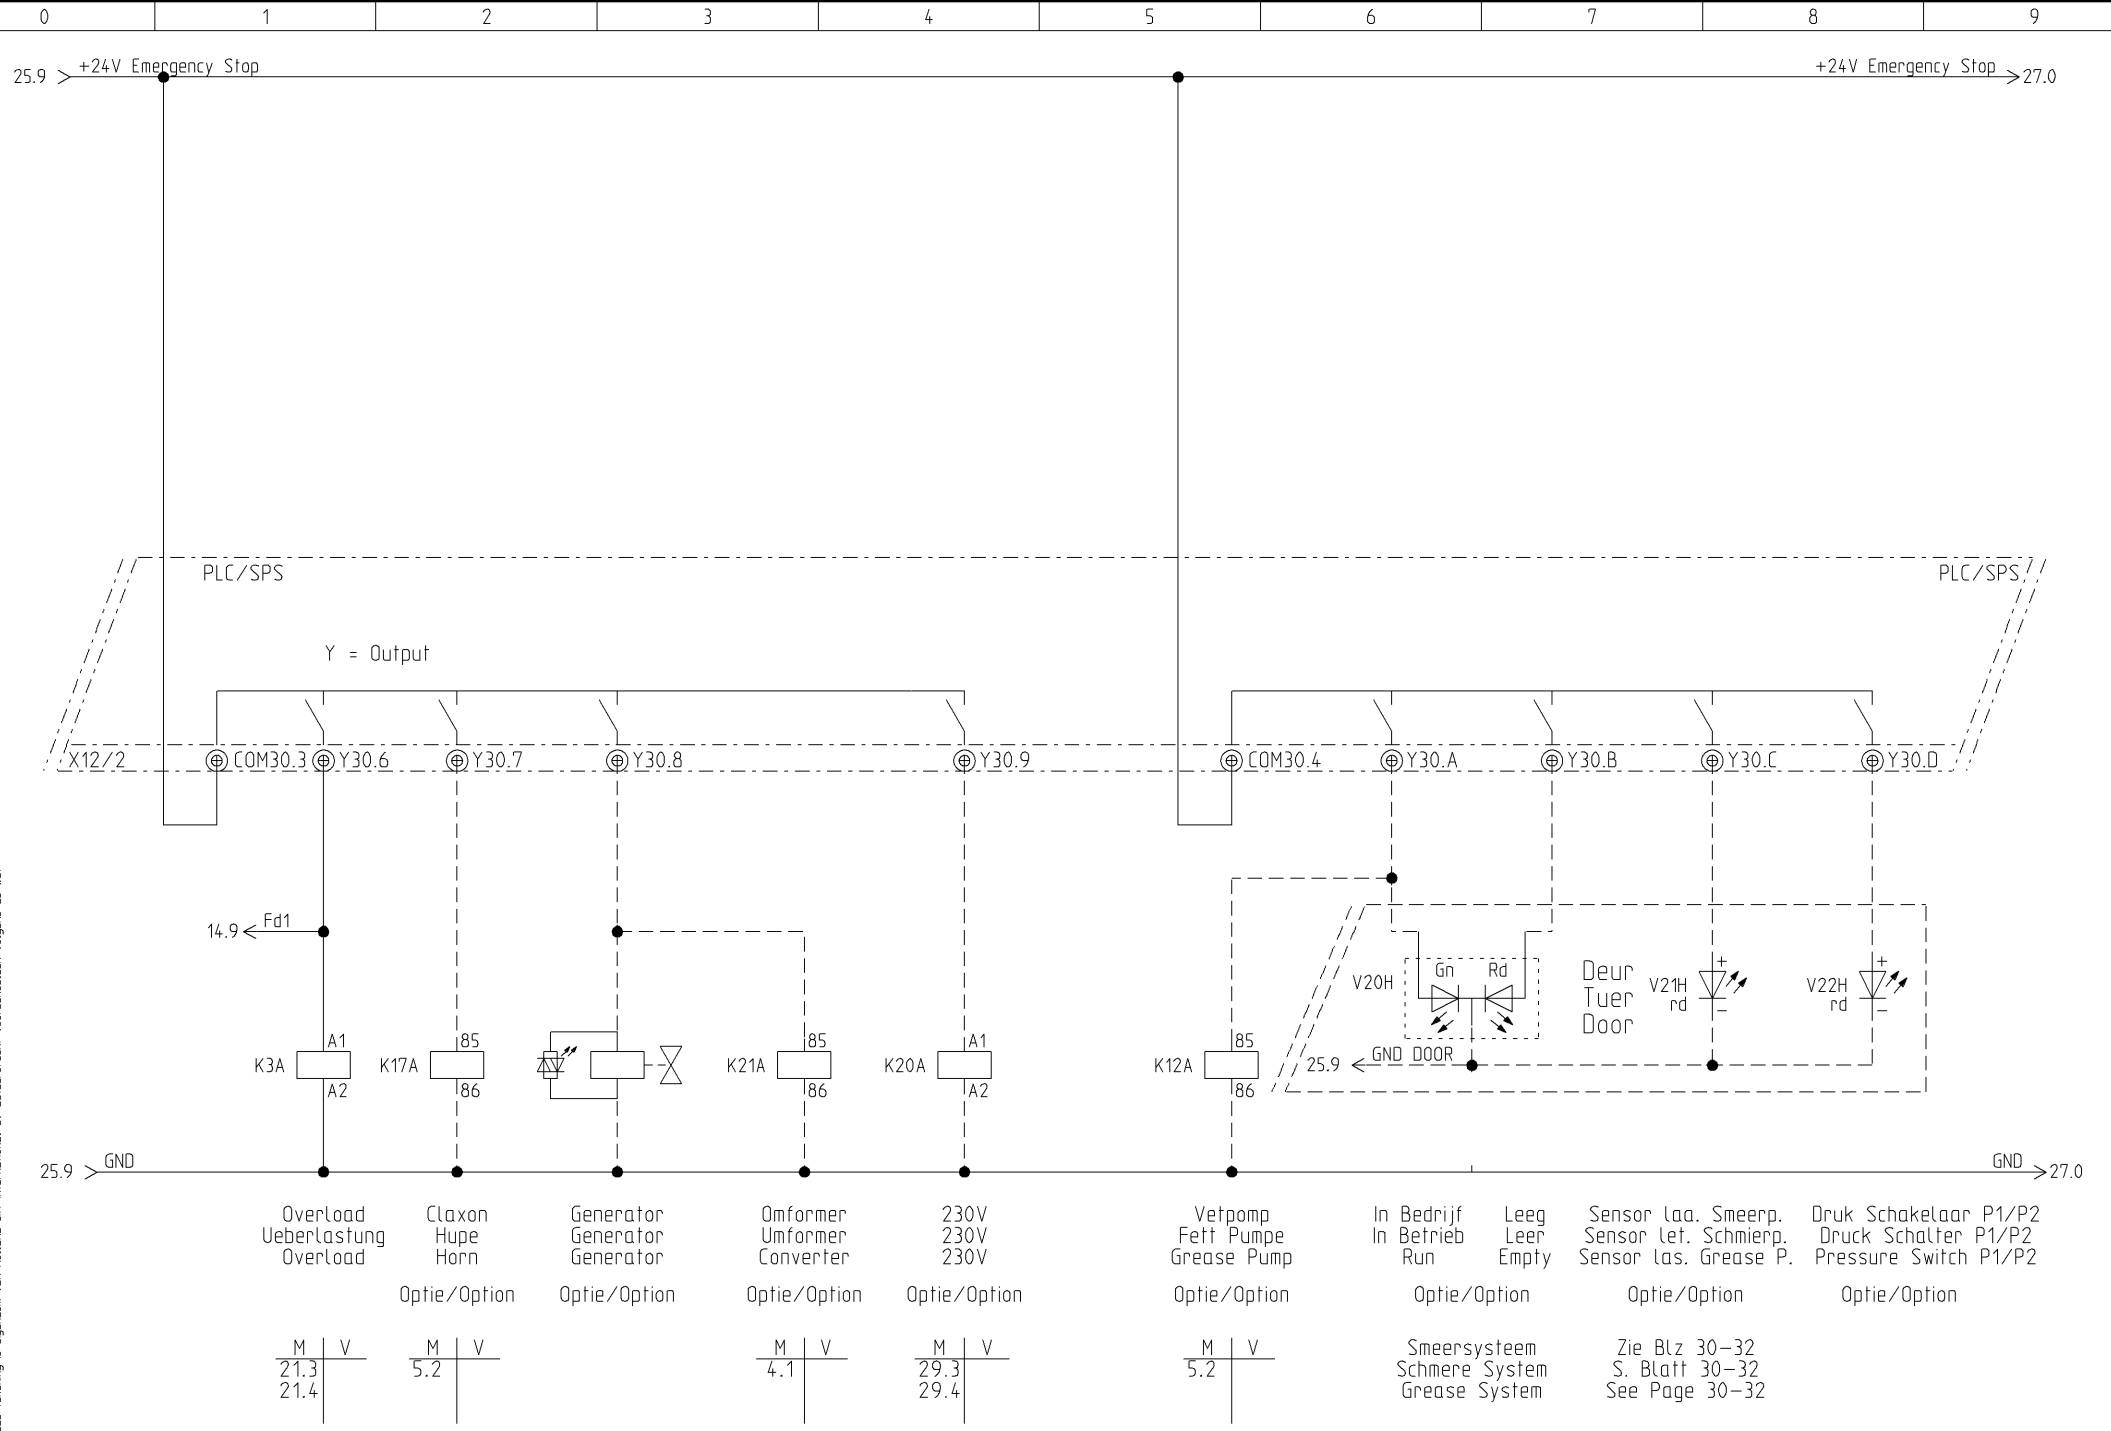 0 1 2 3 4 5 6 7 8 9
25.9 +24V Emergency Stop +24V Emergency Stop 27.0
PLC/SPS PLC/SPS
Y = Output
X12/2 COM30.3 Y30.6 Y30.7 Y30.8 Y30.9 COM30.4 Y30.A Y30.B Y30.C Y30.D
14.9 Fd1
V20H Gn Rd
Deur
Tuer
Door
V21H
rd
+
-
V22H
rd
+
-
K3A A1 A2
K17A 85 86
K21A 85 86
K20A A1 A2
K12A 85 86
25.9 GND DOOR
25.9 GND GND 27.0
Overload
Ueberlastung
Overload
Claxon
Hupe
Horn
Optie/Option
Generator
Generator
Generator
Optie/Option
Omformer
Umformer
Converter
Optie/Option
230V
230V
230V
Optie/Option
Vetpomp
Fett Pumpe
Grease Pump
Optie/Option
In Bedrijf Leeg
In Betrieb Leer
Run Empty
Optie/Option
Sensor laa. Smeerp.
Sensor let. Schmierp.
Sensor las. Grease P.
Optie/Option
Druk Schakelaar P1/P2
Druck Schalter P1/P2
Pressure Switch P1/P2
Optie/Option
M V
21.3
21.4
M V
5.2
M V
4.1
M V
29.3
29.4
M V
5.2
Smeersysteem
Schmere System
Grease System
Zie Blz 30-32
S. Blatt 30-32
See Page 30-32